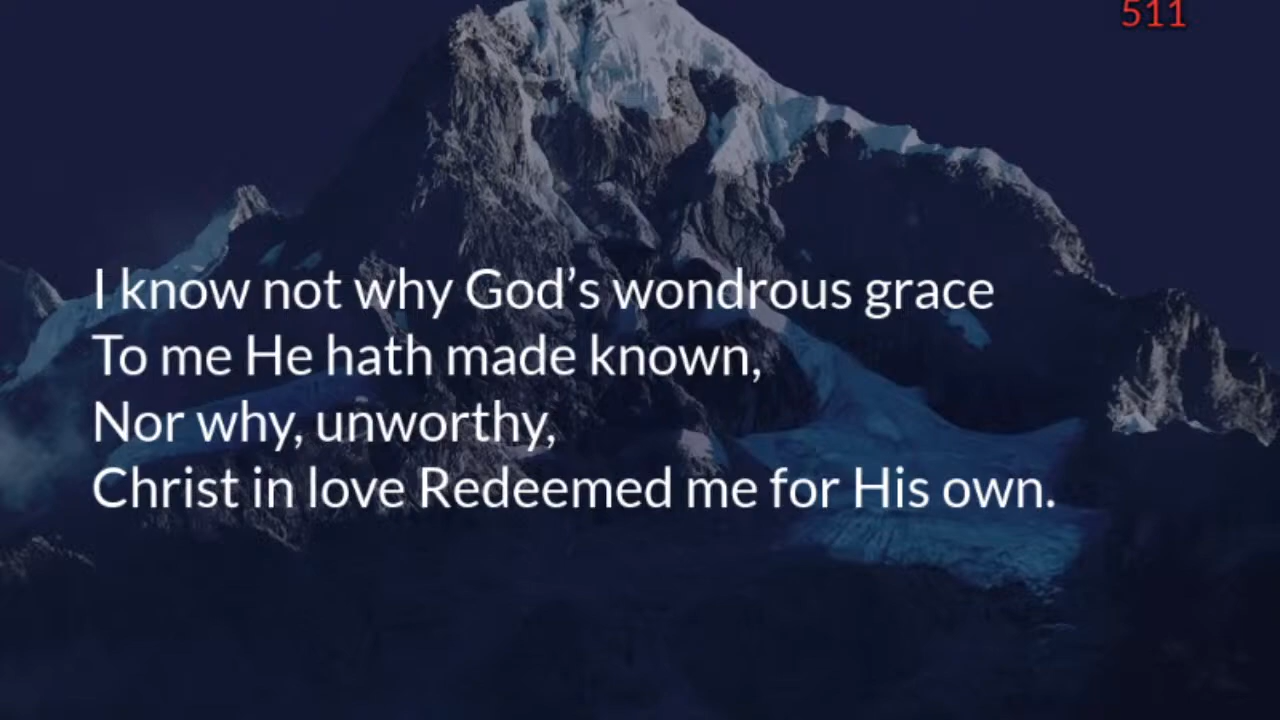 511
I know not why God’s wondrous grace
To me He hath made known,
Nor why, unworthy,
Christ in love Redeemed me for His own.